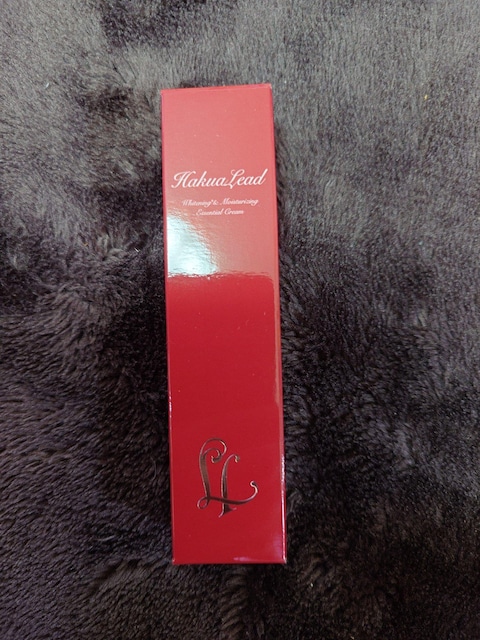 HakuaLead
Whitening & Moisturizing
Essential Cream